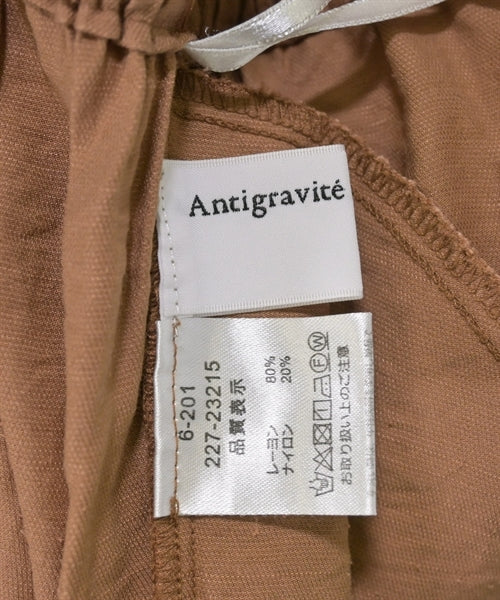 Antigravité
6-201
227-23215
品質表示
レーヨン 80%
ナイロン 20%
お取り扱い上のご注意